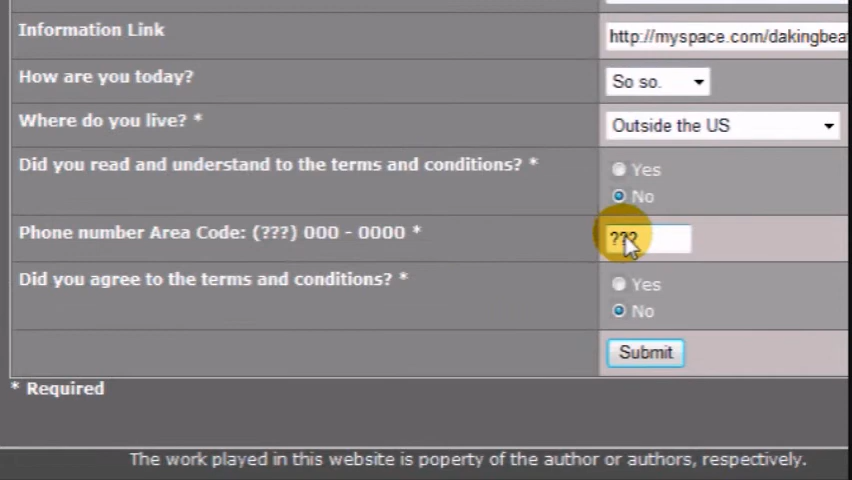 Information Link
http://myspace.com/dakingbea
How are you today?
So so.
Where do you live? *
Outside the US
Did you read and understand to the terms and conditions? *
Yes
No
Phone number Area Code: (???) 000 - 0000 *
???
Did you agree to the terms and conditions? *
Yes
No
Submit
* Required
The work played in this website is poperty of the author or authors, respectively.